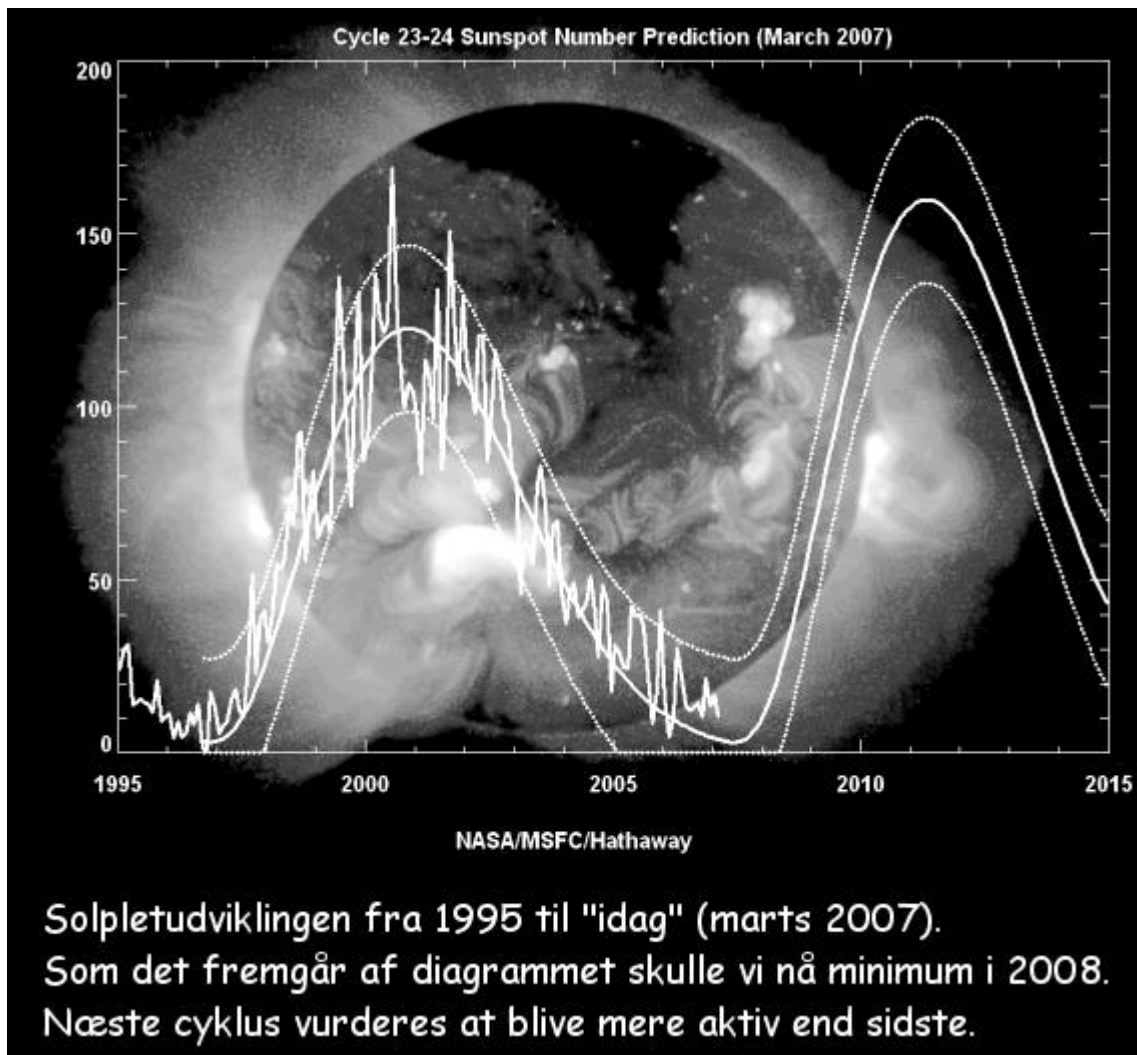 Cycle 23-24 Sunspot Number Prediction (March 2007)
200
150
100
50
0
1995 2000 2005 2010 2015
NASA/MSFC/Hathaway
Solpletudviklingen fra 1995 til "idag" (marts 2007).
Som det fremgår af diagrammet skulle vi nå minimum i 2008.
Næste cyklus vurderes at blive mere aktiv end sidste.